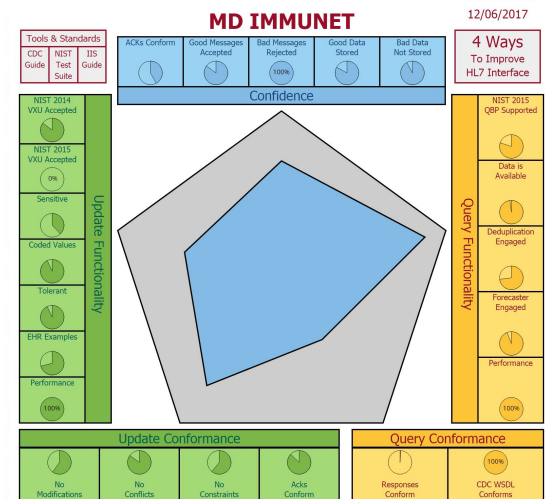 MD IMMUNET
12/06/2017
Tools & Standards
CDC Guide
NIST Test Suite
IIS Guide
ACKs Conform
Good Messages Accepted
Bad Messages Rejected
100%
Good Data Stored
Bad Data Not Stored
Confidence
4 Ways
To Improve
HL7 Interface
NIST 2014
VXU Accepted
NIST 2015
VXU Accepted
0%
Sensitive
Coded Values
Tolerant
EHR Examples
Performance
100%
Update Functionality
Query Functionality
NIST 2015
QBP Supported
Data is
Available
Deduplication
Engaged
Forecaster
Engaged
Performance
100%
Update Conformance
No
Modifications
No
Conflicts
No
Constraints
Acks
Conform
Query Conformance
Responses
Conform
100%
CDC WSDL
Conforms